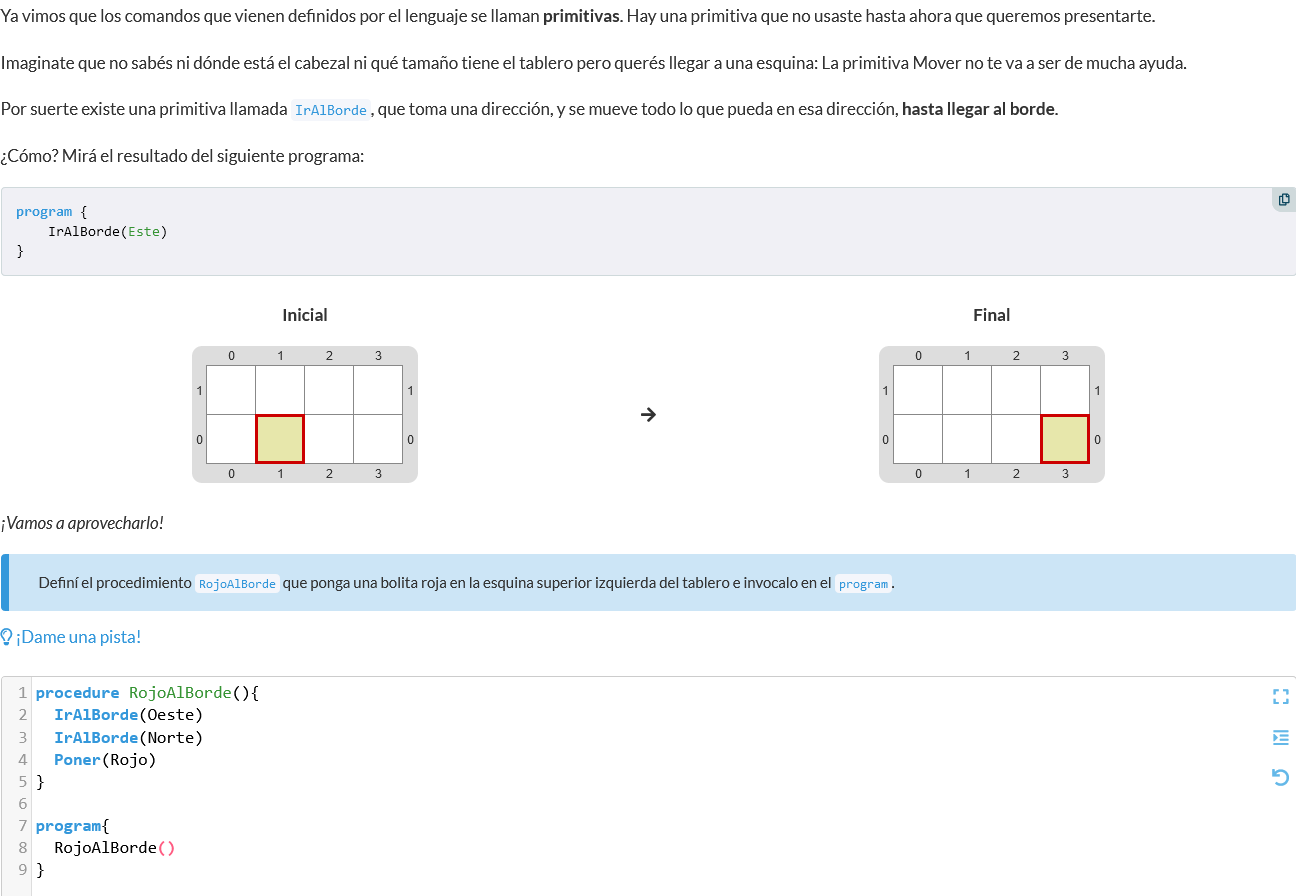 Ya vimos que los comandos que vienen definidos por el lenguaje se llaman primitivas. Hay una primitiva que no usaste hasta ahora que queremos presentarte.
Imaginate que no sabés ni dónde está el cabezal ni qué tamaño tiene el tablero pero querés llegar a una esquina: La primitiva Mover no te va a ser de mucha ayuda.
Por suerte existe una primitiva llamada IrAlBorde, que toma una dirección, y se mueve todo lo que pueda en esa dirección, hasta llegar al borde.
¿Cómo? Mirá el resultado del siguiente programa:
program {
    IrAlBorde(Este)
}
Inicial
0 1 2 3
1 1
0 0
0 1 2 3
→
Final
0 1 2 3
1 1
0 0
0 1 2 3
¡Vamos a aprovecharlo!
Definí el procedimiento RojoAlBorde que ponga una bolita roja en la esquina superior izquierda del tablero e invocalo en el program.
¡Dame una pista!
1 procedure RojoAlBorde(){
2   IrAlBorde(Oeste)
3   IrAlBorde(Norte)
4   Poner(Rojo)
5 }
6
7 program{
8   RojoAlBorde()
9 }